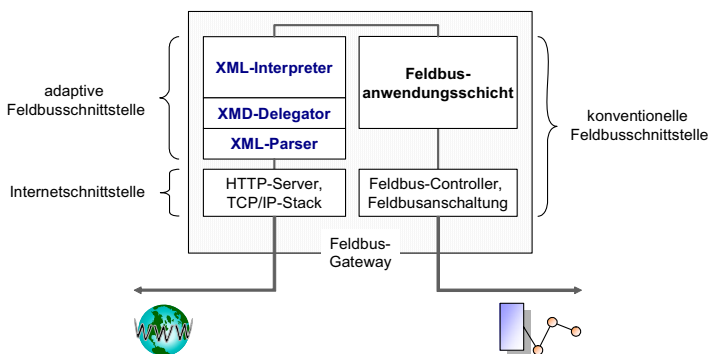 adaptive
Feldbusschnittstelle
Internetschnittstelle
XML-Interpreter
XMD-Delegator
XML-Parser
HTTP-Server,
TCP/IP-Stack
Feldbus-
anwendungsschicht
Feldbus-Controller,
Feldbusanschaltung
konventionelle
Feldbusschnittstelle
Feldbus-
Gateway
WWW